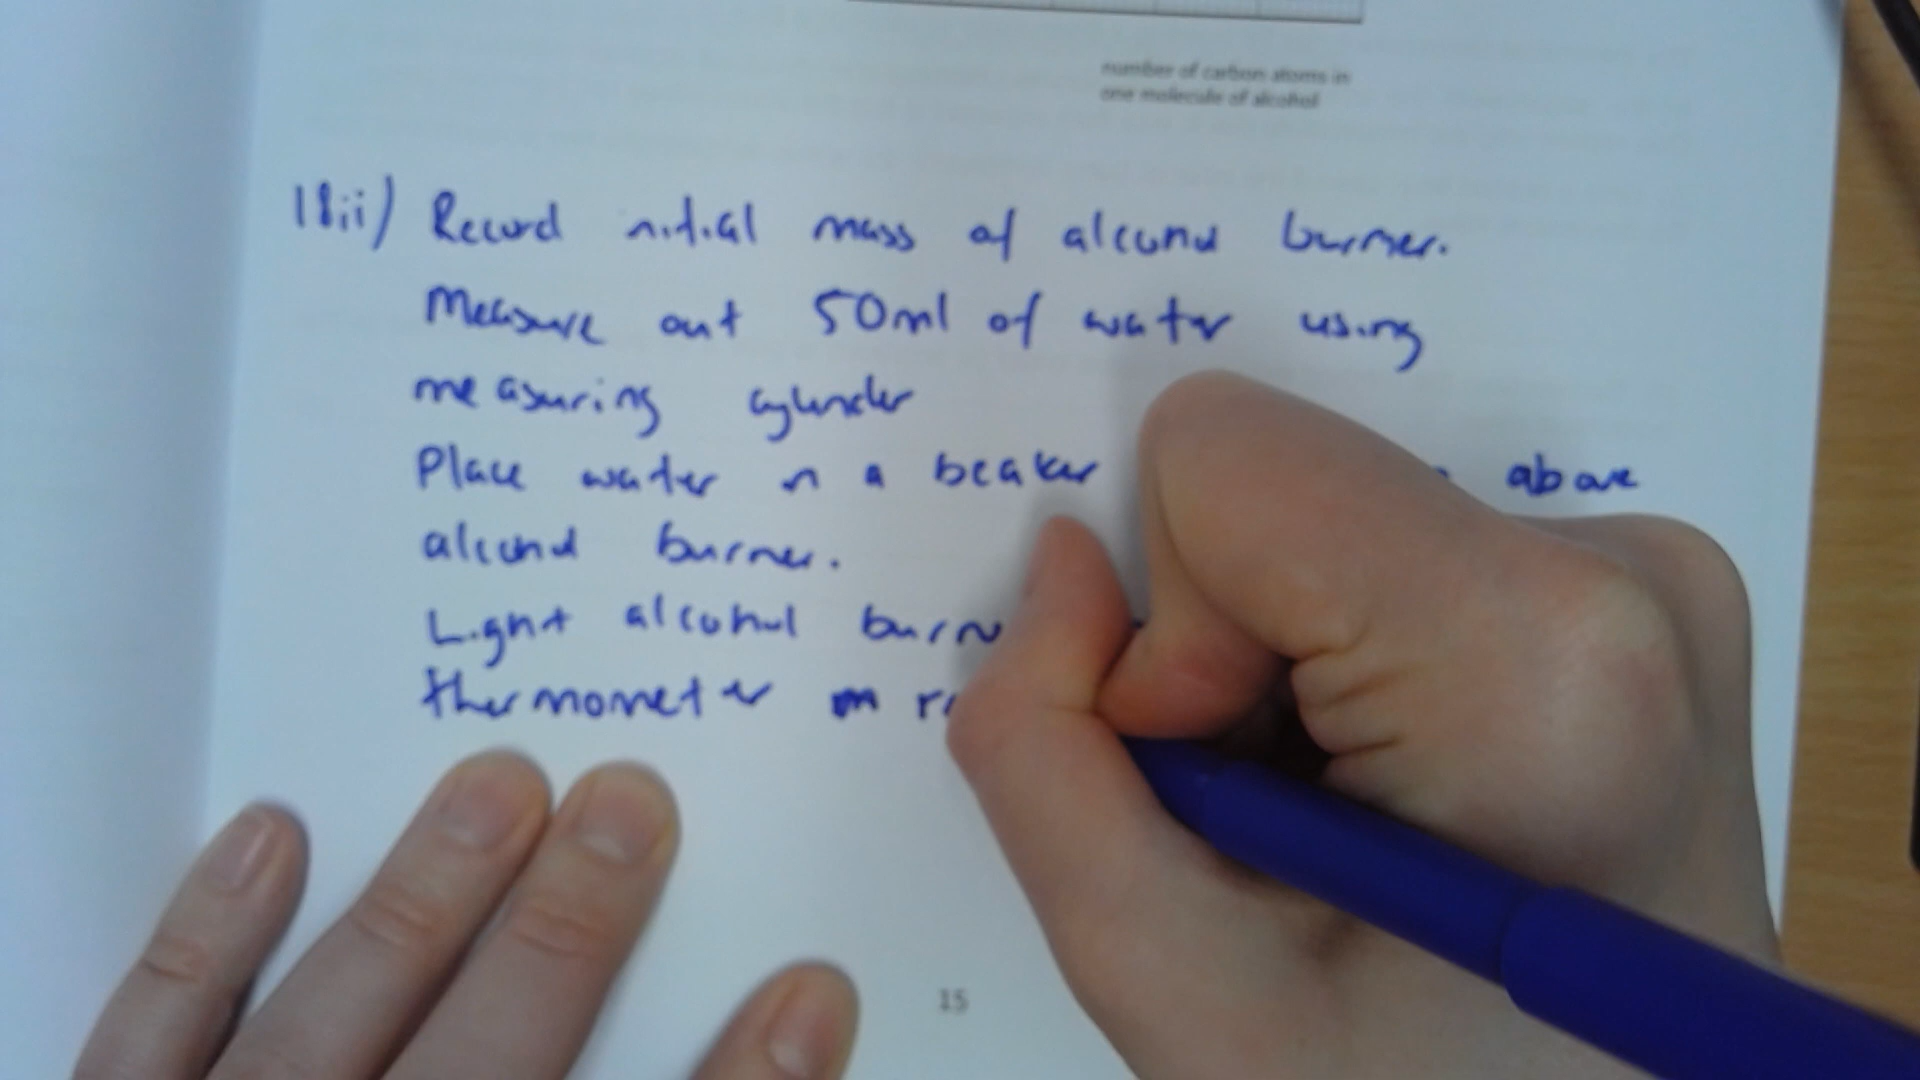 number of carbon atoms in
one molecule of alcohol
18ii) Record initial mass of alcohol burner.
Measure out 50ml of water using
measuring cylinder
Place water in a beaker above
alcohol burner.
Light alcohol
thermometer
15